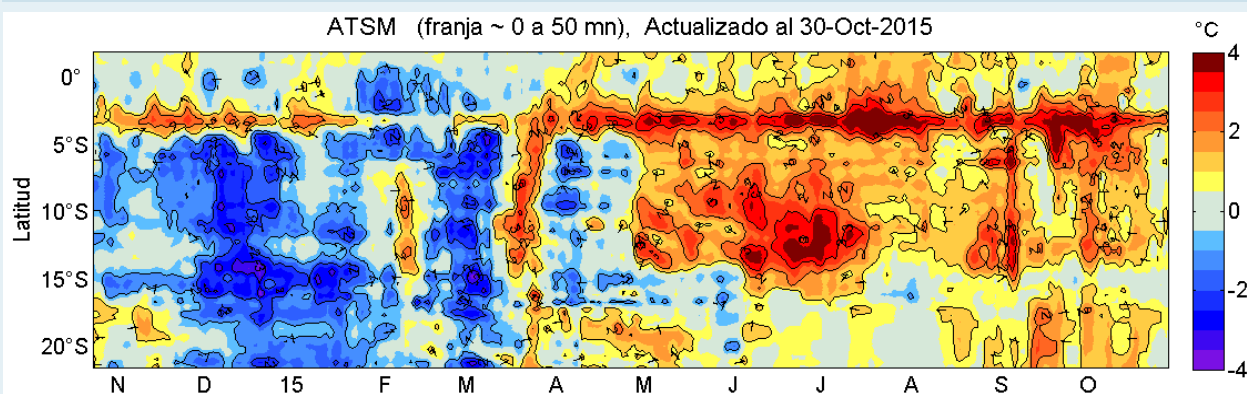 ATSM (franja ~ 0 a 50 mn), Actualizado al 30-Oct-2015
°C
Latitud
0°
5°S
10°S
15°S
20°S
N D 15 F M A M J J A S O
4
2
0
-2
-4